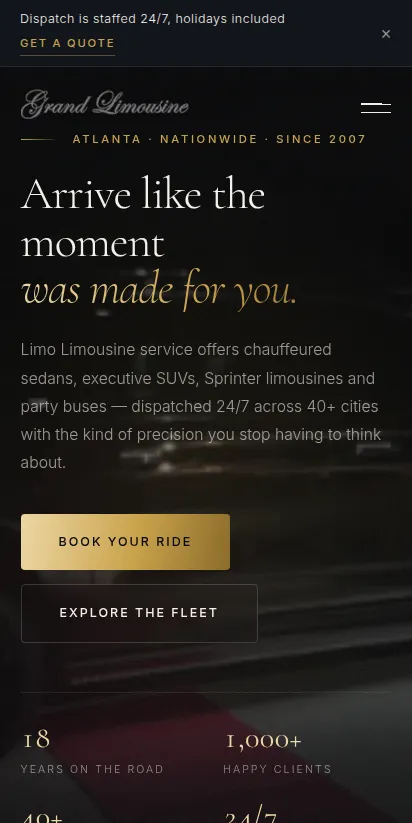 Dispatch is staffed 24/7, holidays included
GET A QUOTE
×
Grand Limousine
ATLANTA · NATIONWIDE · SINCE 2007
Arrive like the
moment
was made for you.
Limo Limousine service offers chauffeured
sedans, executive SUVs, Sprinter limousines and
party buses — dispatched 24/7 across 40+ cities
with the kind of precision you stop having to think
about.
BOOK YOUR RIDE
EXPLORE THE FLEET
18 1,000+
YEARS ON THE ROAD HAPPY CLIENTS
40+ 24/7